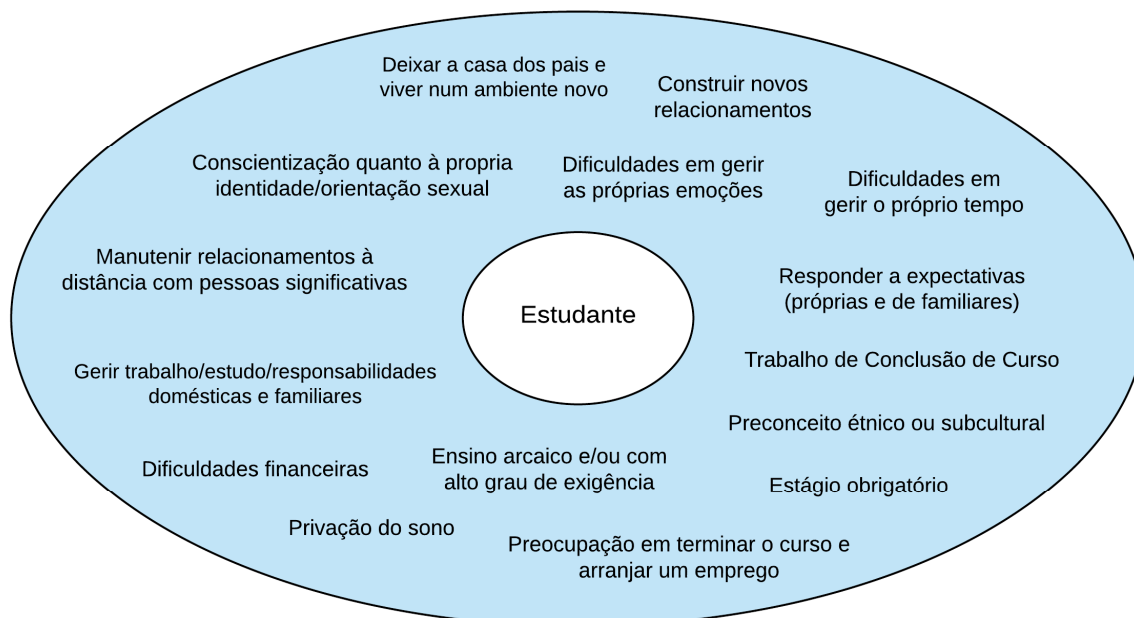 Deixar a casa dos pais e
viver num ambiente novo
Construir novos
relacionamentos
Conscientização quanto à propria
identidade/orientação sexual
Dificuldades em gerir
as próprias emoções
Dificuldades em
gerir o próprio tempo
Manutenir relacionamentos à
distância com pessoas significativas
Responder a expectativas
(próprias e de familiares)
Estudante
Trabalho de Conclusão de Curso
Gerir trabalho/estudo/responsabilidades
domésticas e familiares
Preconceito étnico ou subcultural
Dificuldades financeiras
Ensino arcaico e/ou com
alto grau de exigência
Estágio obrigatório
Privação do sono
Preocupação em terminar o curso e
arranjar um emprego